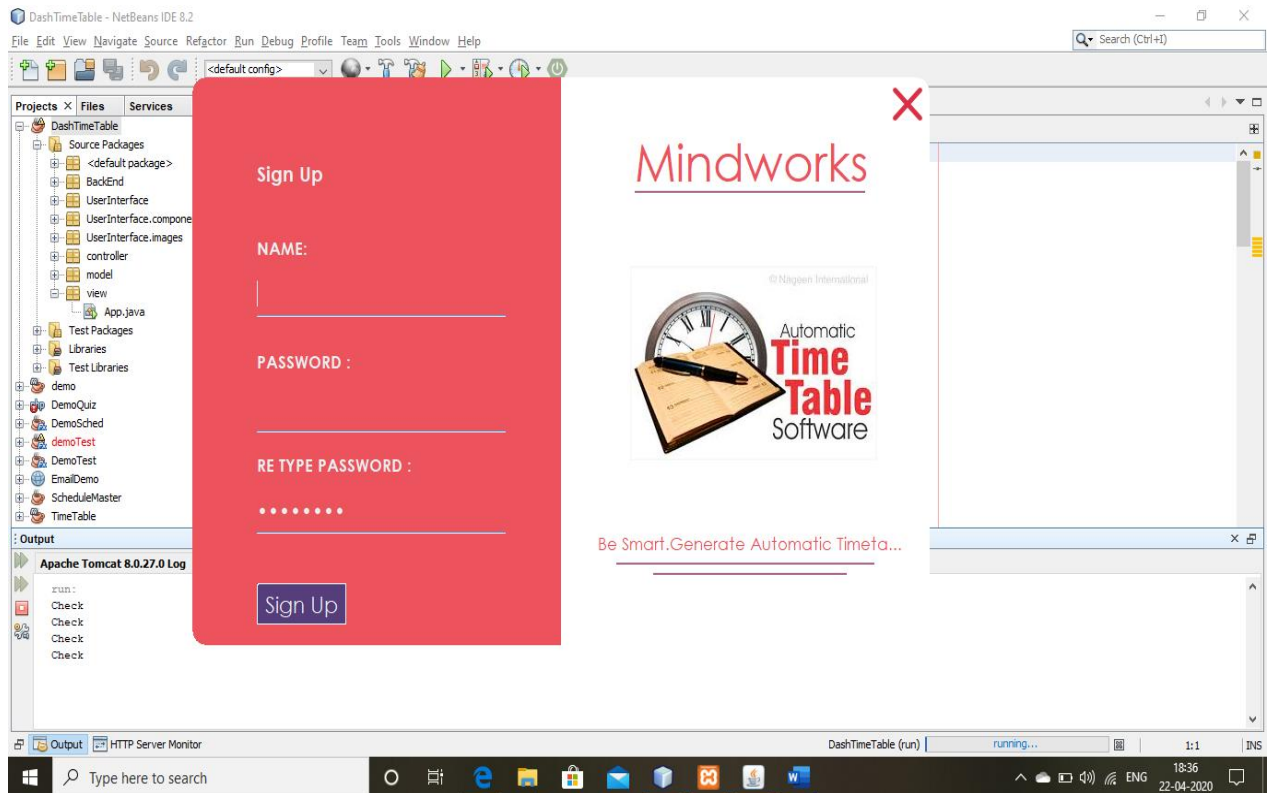 DashTimeTable - NetBeans IDE 8.2
File Edit View Navigate Source Refactor Run Debug Profile Team Tools Window Help
Search (Ctrl+I)
<default config>
Projects Files Services
DashTimeTable
Source Packages
<default package>
BackEnd
UserInterface
UserInterface.compone
UserInterface.images
controller
model
view
App.java
Test Packages
Libraries
Test Libraries
demo
DemoQuiz
DemoSched
demoTest
DemoTest
EmailDemo
ScheduleMaster
TimeTable
Sign Up
NAME:
PASSWORD :
RE TYPE PASSWORD :
Sign Up
Mindworks
© Nageen International
Automatic
Time
Table
Software
Be Smart.Generate Automatic Timeta...
Output
Apache Tomcat 8.0.27.0 Log
run:
Check
Check
Check
Check
Output HTTP Server Monitor
DashTimeTable (run) running... 1:1 INS
Type here to search
ENG
18:36
22-04-2020